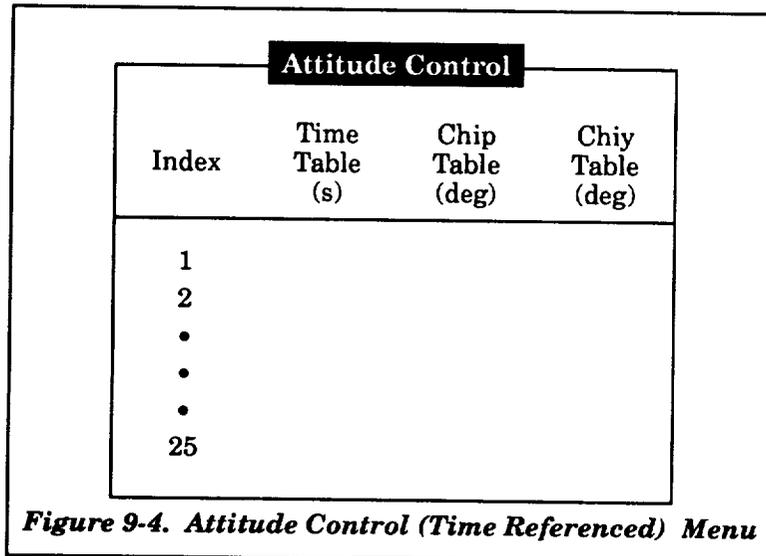 Attitude Control
Index Time Table (s) Chip Table (deg) Chiy Table (deg)
1
2
•
•
•
25
Figure 9-4. Attitude Control (Time Referenced) Menu